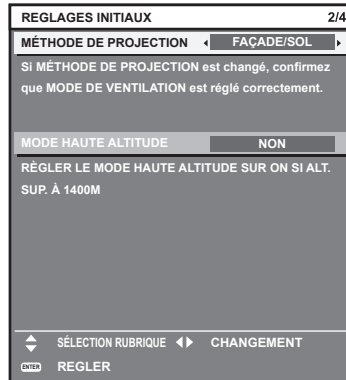 REGLAGES INITIAUX 2/4
MÉTHODE DE PROJECTION FAÇADE/SOL
Si MÉTHODE DE PROJECTION est changé, confirmez
que MODE DE VENTILATION est réglé correctement.
MODE HAUTE ALTITUDE NON
RÈGLER LE MODE HAUTE ALTITUDE SUR ON SI ALT.
SUP. À 1400M
SÉLECTION RUBRIQUE CHANGEMENT
ENTER REGLER